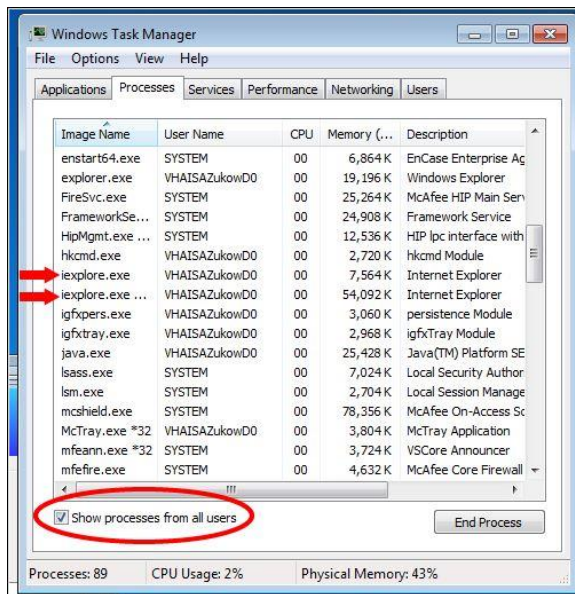 Windows Task Manager
File Options View Help
Applications Processes Services Performance Networking Users
Image Name User Name CPU Memory (... Description
enstart64.exe SYSTEM 00 6,864 K EnCase Enterprise Ag
explorer.exe VHAISAZukowD0 00 19,196 K Windows Explorer
FireSvc.exe SYSTEM 00 25,264 K McAfee HIP Main Serv
FrameworkSe... SYSTEM 00 24,908 K Framework Service
HipMgmt.exe ... SYSTEM 00 12,536 K HIP Ipc interface with
hkcmd.exe VHAISAZukowD0 00 2,720 K hkcmd Module
iexplore.exe VHAISAZukowD0 00 7,564 K Internet Explorer
iexplore.exe ... VHAISAZukowD0 00 54,092 K Internet Explorer
igfxpers.exe VHAISAZukowD0 00 3,060 K persistence Module
igfxtray.exe VHAISAZukowD0 00 2,968 K igfxTray Module
java.exe VHAISAZukowD0 00 25,428 K Java(TM) Platform SE
lsass.exe SYSTEM 00 7,024 K Local Security Author
lsm.exe SYSTEM 00 2,704 K Local Session Manage
mcshield.exe SYSTEM 00 78,356 K McAfee On-Access Sc
McTray.exe *32 VHAISAZukowD0 00 3,804 K McTray Application
mfeann.exe *32 SYSTEM 00 3,724 K VSCore Announcer
mfefire.exe SYSTEM 00 4,632 K McAfee Core Firewall
Show processes from all users
End Process
Processes: 89 CPU Usage: 2% Physical Memory: 43%